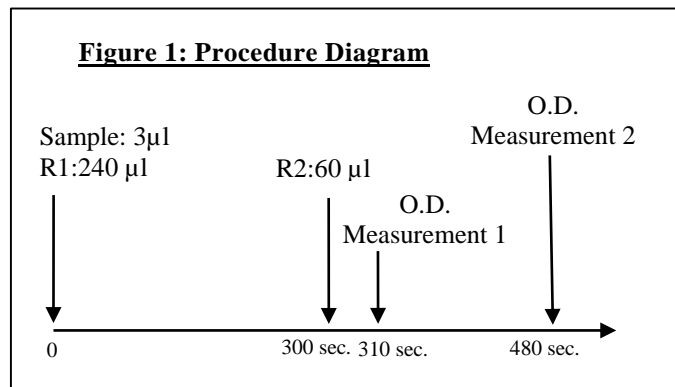 Figure 1: Procedure Diagram
Sample: 3µl
R1:240 µl
R2:60 µl
O.D.
Measurement 1
O.D.
Measurement 2
0
300 sec.
310 sec.
480 sec.